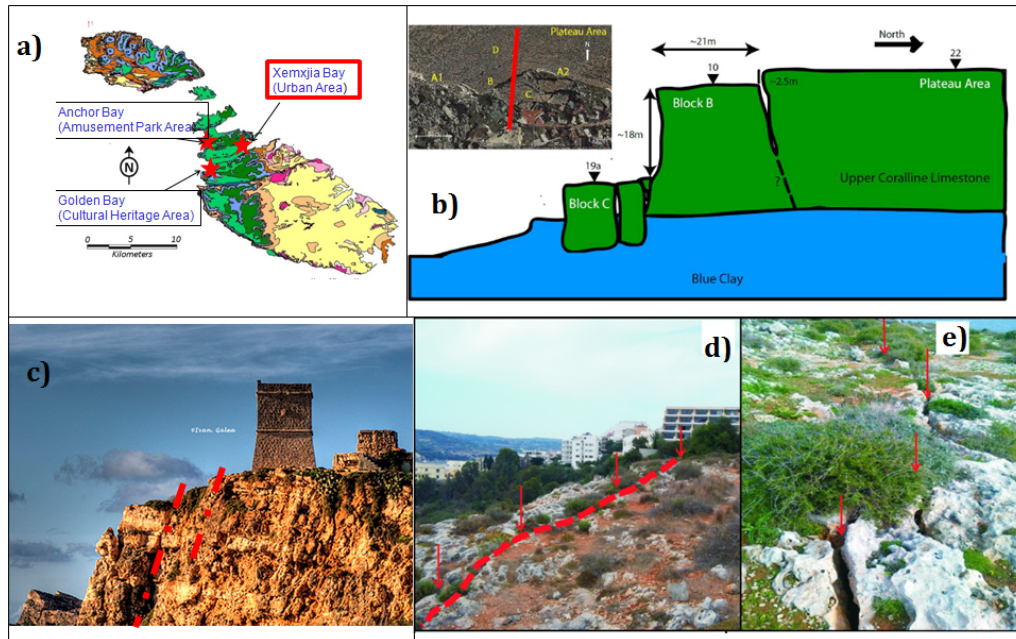 a)
Xemxjia Bay
(Urban Area)
Anchor Bay
(Amusement Park Area)
N
Golden Bay
(Cultural Heritage Area)
0 5 10
Kilometers
b)
Plateau Area
N
D
A1
B
A2
C
~21m
North
10
22
~2.5m
Block B
Plateau Area
~18m
19a
?
Upper Coralline Limestone
Block C
Blue Clay
c)
d)
e)